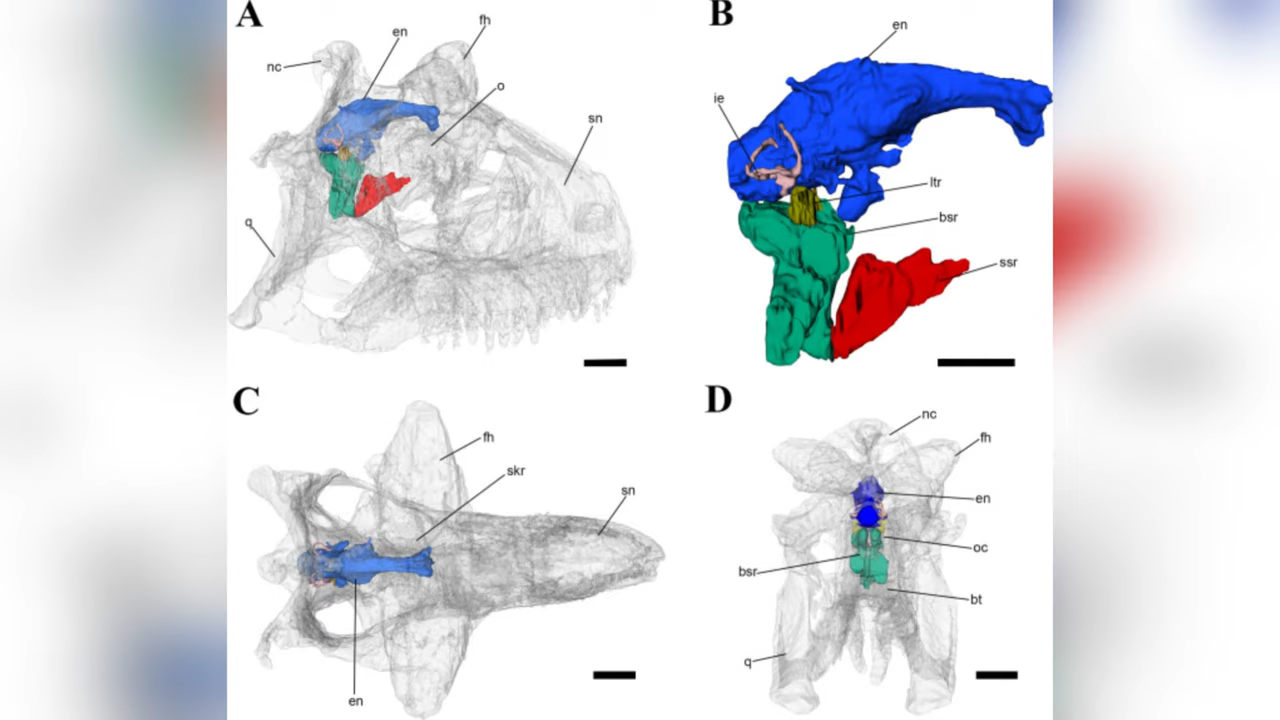 A
nc
en
fh
o
sn
q
B
en
ie
ltr
bsr
ssr
C
fh
skr
sn
en
D
nc
fh
en
oc
bsr
bt
q